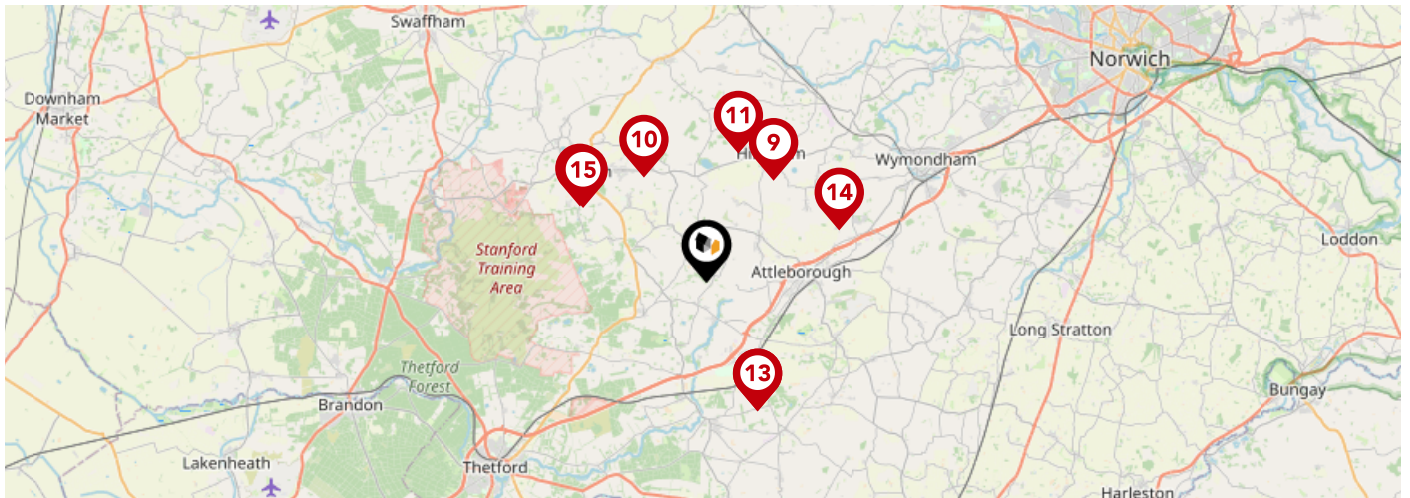 Swaffham
Norwich
Downham
Market
11
10
9
Wymondham
15
14
Loddon
Stanford
Training
Area
Attleborough
Long Stratton
Thetford
Forest
13
Bungay
Brandon
Lakenheath
Thetford
Harleston